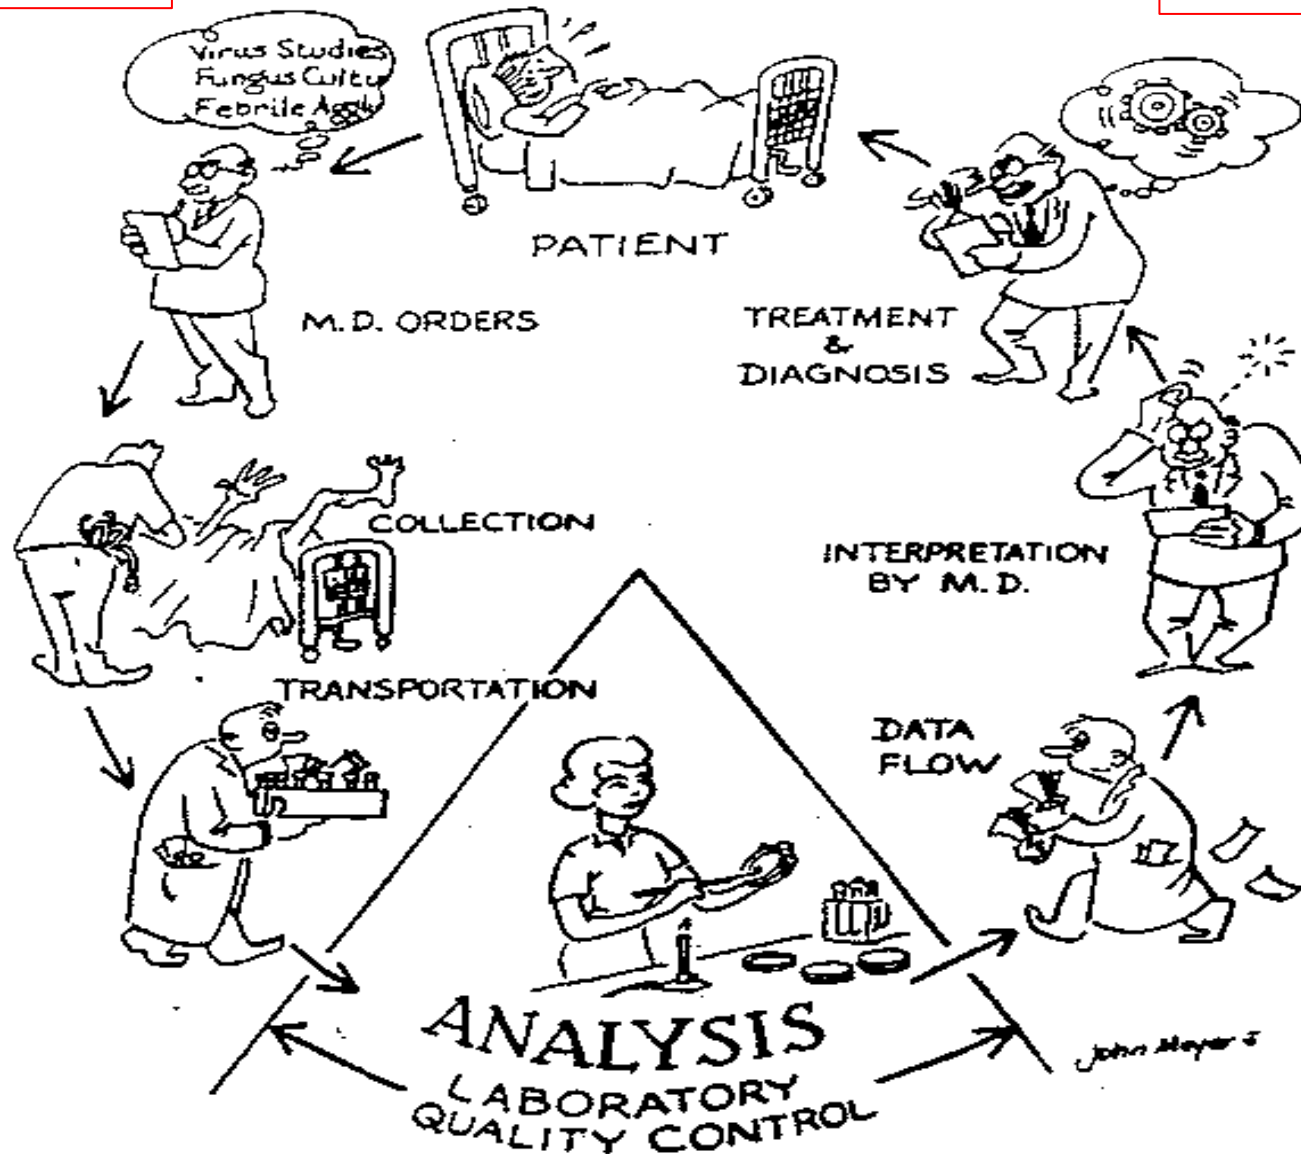 Virus Studies
Fungus Cultu
Febrile Aggl
PATIENT
M.D. ORDERS
TREATMENT
&
DIAGNOSIS
COLLECTION
INTERPRETATION
BY M.D.
TRANSPORTATION
DATA
FLOW
ANALYSIS
LABORATORY
QUALITY CONTROL
John Meyer